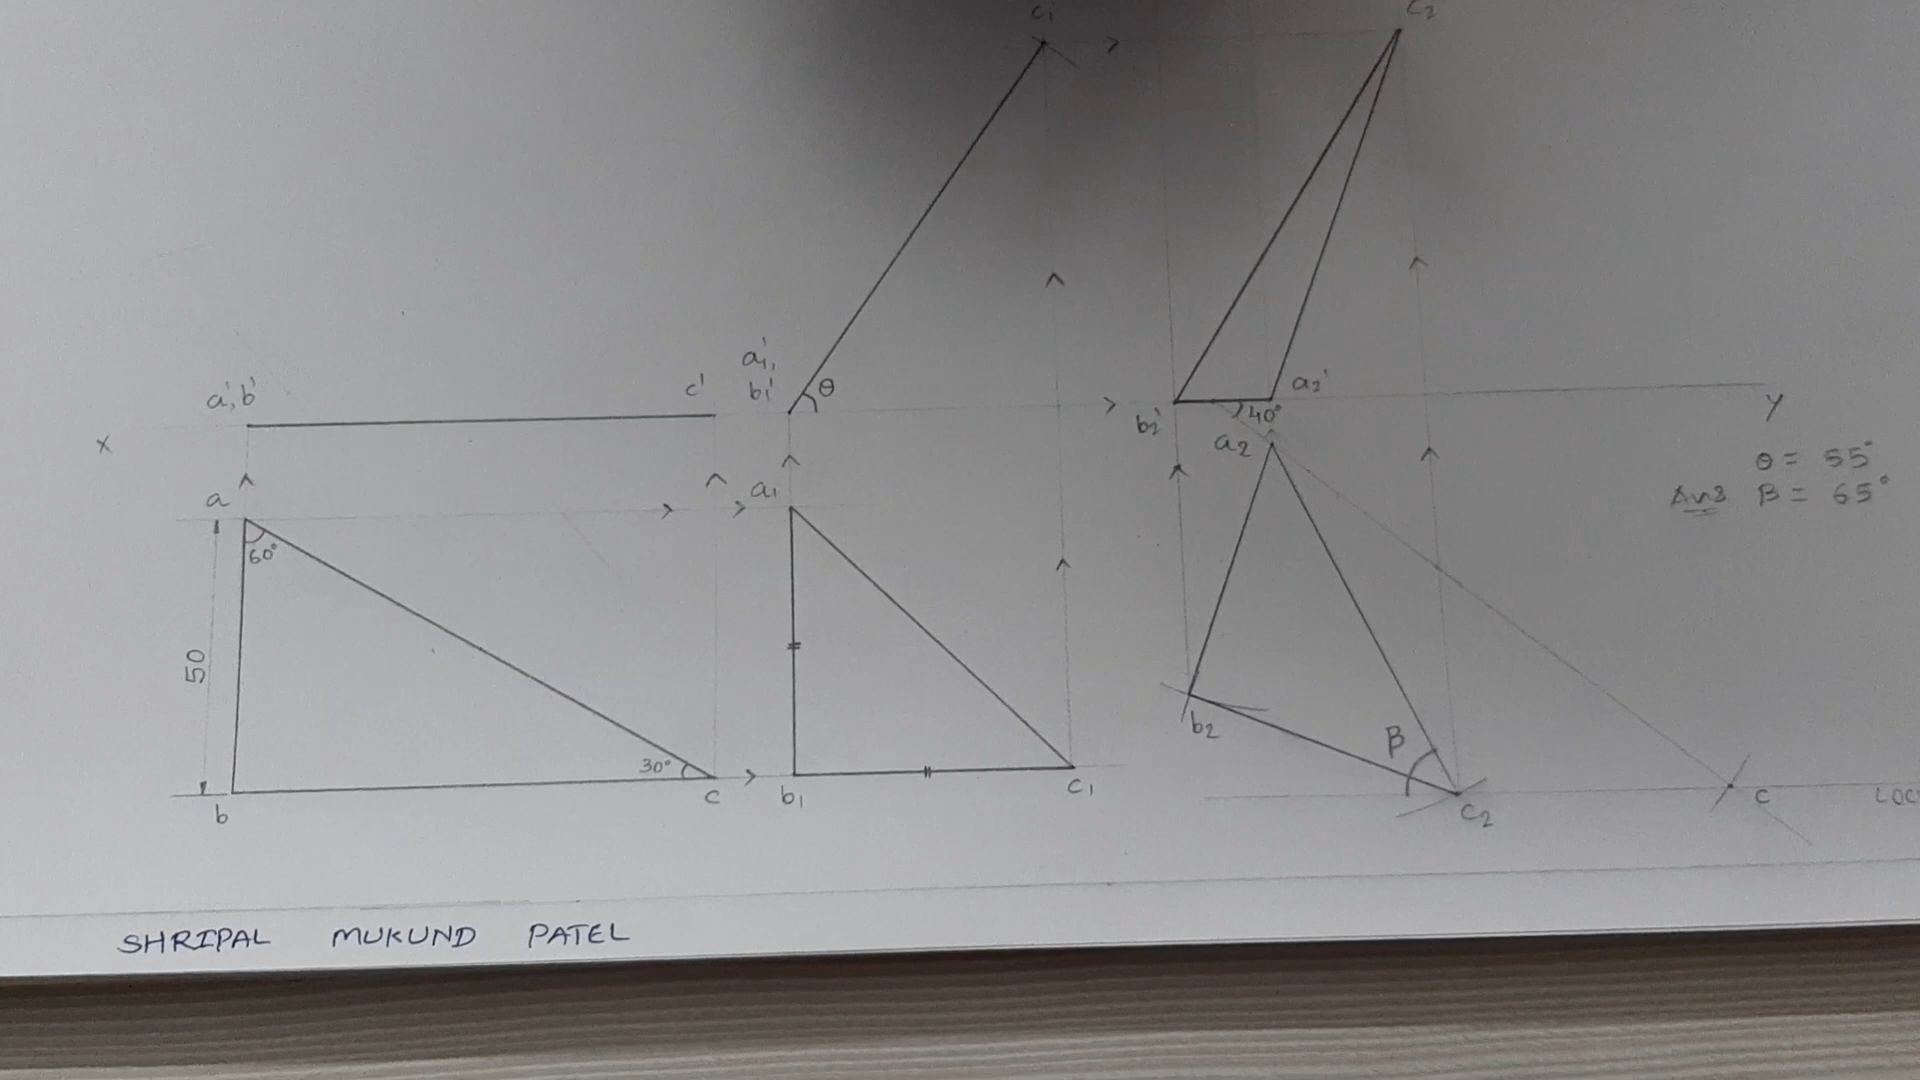 c₁
c₂
a₁',
b₁'
θ
a',b'
c'
a₂'
40°
b₂'
X
Y
a₂
θ = 55°
Ans β = 65°
a
a₁
60°
50
30°
b₂
β
b
c
b₁
c₁
c₂
c
SHRIPAL MUKUND PATEL